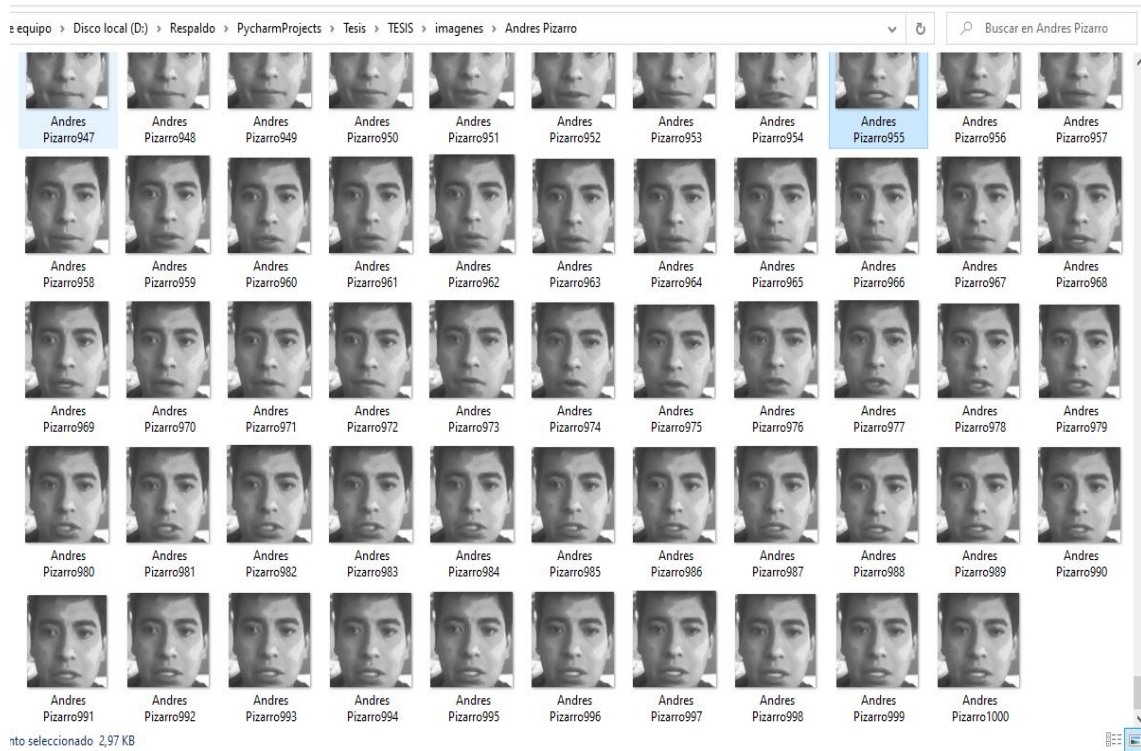 e equipo › Disco local (D:) › Respaldo › PycharmProjects › Tesis › TESIS › imagenes › Andres Pizarro
Buscar en Andres Pizarro
Andres Andres Andres Andres Andres Andres Andres Andres Andres Andres Andres
Pizarro947 Pizarro948 Pizarro949 Pizarro950 Pizarro951 Pizarro952 Pizarro953 Pizarro954 Pizarro955 Pizarro956 Pizarro957
Andres Andres Andres Andres Andres Andres Andres Andres Andres Andres Andres
Pizarro958 Pizarro959 Pizarro960 Pizarro961 Pizarro962 Pizarro963 Pizarro964 Pizarro965 Pizarro966 Pizarro967 Pizarro968
Andres Andres Andres Andres Andres Andres Andres Andres Andres Andres Andres
Pizarro969 Pizarro970 Pizarro971 Pizarro972 Pizarro973 Pizarro974 Pizarro975 Pizarro976 Pizarro977 Pizarro978 Pizarro979
Andres Andres Andres Andres Andres Andres Andres Andres Andres Andres Andres
Pizarro980 Pizarro981 Pizarro982 Pizarro983 Pizarro984 Pizarro985 Pizarro986 Pizarro987 Pizarro988 Pizarro989 Pizarro990
Andres Andres Andres Andres Andres Andres Andres Andres Andres Andres
Pizarro991 Pizarro992 Pizarro993 Pizarro994 Pizarro995 Pizarro996 Pizarro997 Pizarro998 Pizarro999 Pizarro1000
nto seleccionado 2,97 KB